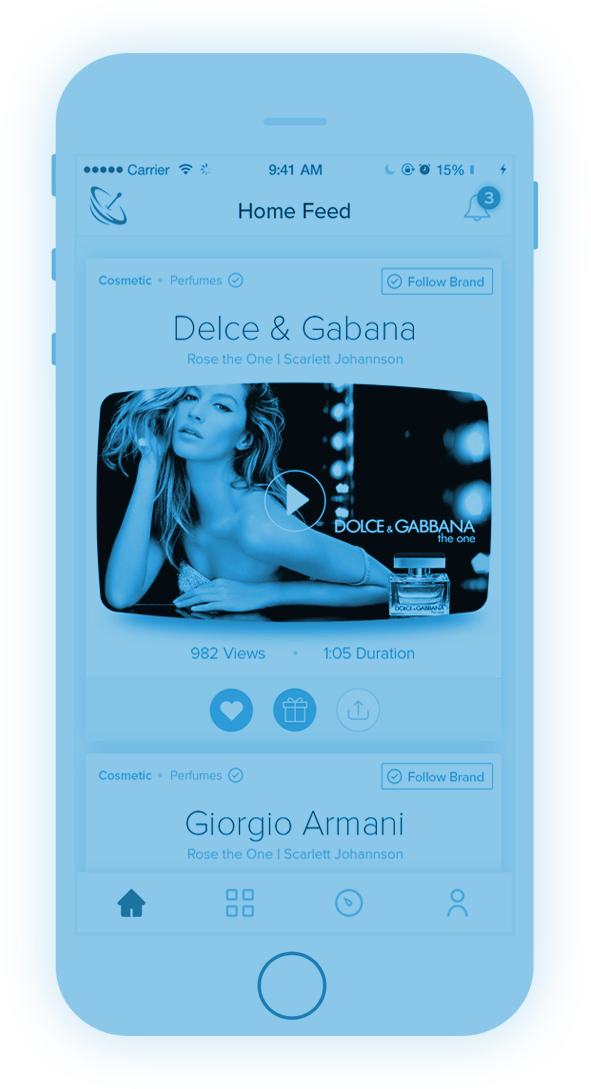 Carrier 9:41 AM 15%
Home Feed 3
Cosmetic • Perfumes Follow Brand
Delce & Gabana
Rose the One | Scarlett Johannson
DOLCE & GABBANA
the one
DOLCE & GABBANA
the one
982 Views • 1:05 Duration
Cosmetic • Perfumes Follow Brand
Giorgio Armani
Rose the One | Scarlett Johannson